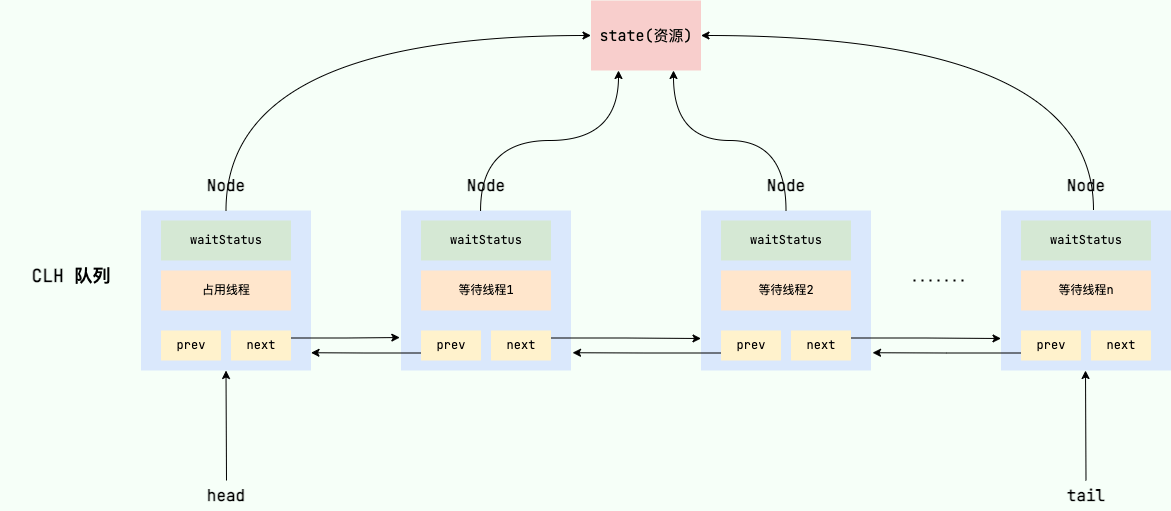 state(资源)
Node
Node
Node
Node
waitStatus
waitStatus
waitStatus
waitStatus
CLH 队列
占用线程
等待线程1
等待线程2
.......
等待线程n
prev
next
prev
next
prev
next
prev
next
head
tail